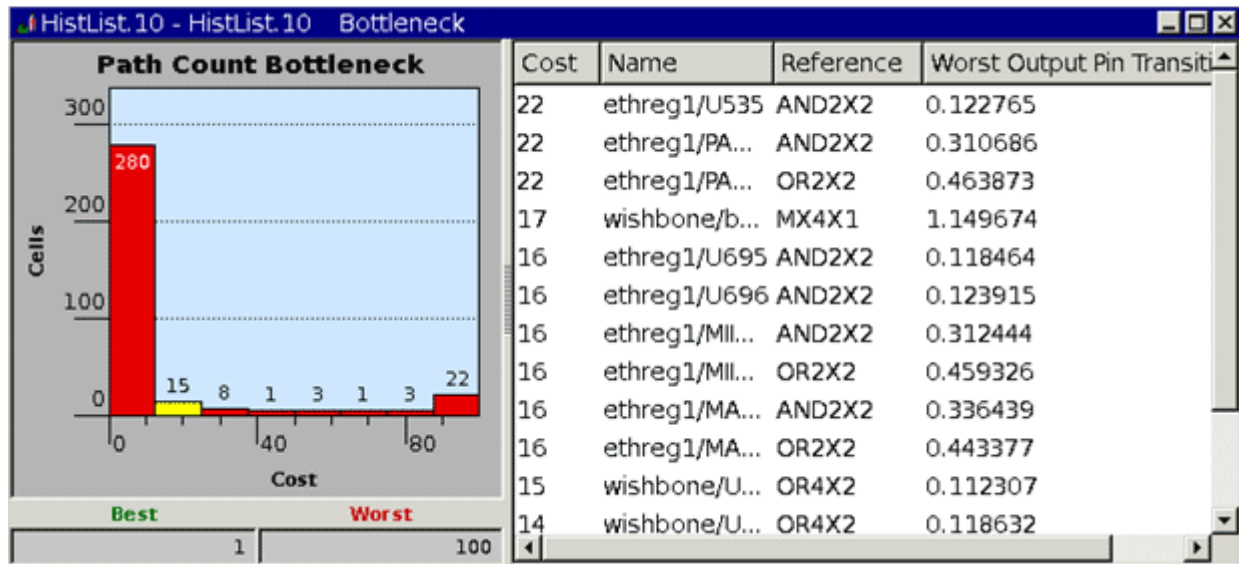 HistList.10 - HistList.10 Bottleneck
Path Count Bottleneck
300
200
100
0
Cells
280
15
8
1
3
1
3
22
0
40
80
Cost
Best Worst
1 100
Cost Name Reference Worst Output Pin Transiti
22 ethreg1/U535 AND2X2 0.122765
22 ethreg1/PA... AND2X2 0.310686
22 ethreg1/PA... OR2X2 0.463873
17 wishbone/b... MX4X1 1.149674
16 ethreg1/U695 AND2X2 0.118464
16 ethreg1/U696 AND2X2 0.123915
16 ethreg1/MII... AND2X2 0.312444
16 ethreg1/MII... OR2X2 0.459326
16 ethreg1/MA... AND2X2 0.336439
16 ethreg1/MA... OR2X2 0.443377
15 wishbone/U... OR4X2 0.112307
14 wishbone/U... OR4X2 0.118632